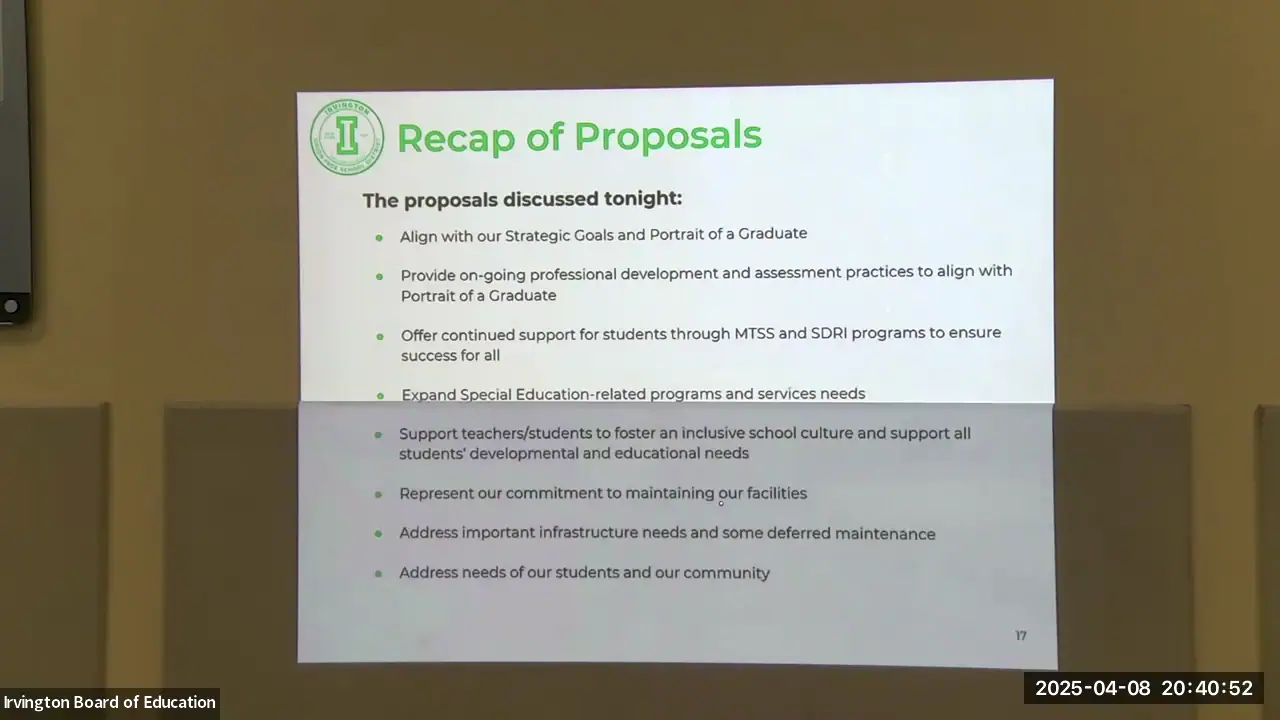 IRVINGTON
I
UNION FREE SCHOOL DISTRICT
Recap of Proposals
The proposals discussed tonight:
Align with our Strategic Goals and Portrait of a Graduate
Provide on-going professional development and assessment practices to align with
Portrait of a Graduate
Offer continued support for students through MTSS and SDRI programs to ensure
success for all
Expand Special Education-related programs and services needs
Support teachers/students to foster an inclusive school culture and support all
students' developmental and educational needs
Represent our commitment to maintaining our facilities
Address important infrastructure needs and some deferred maintenance
Address needs of our students and our community
17
Irvington Board of Education
2025-04-08 20:40:52